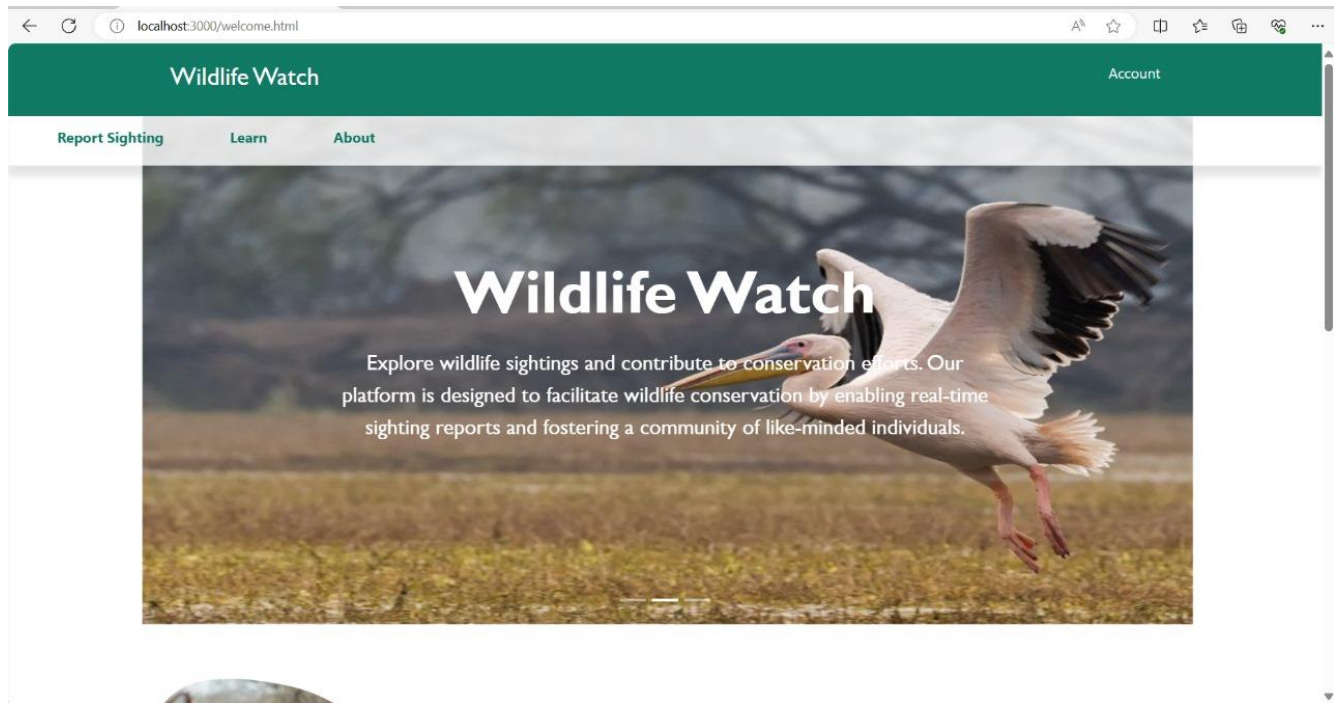 localhost:3000/welcome.html
Wildlife Watch
Account
Report Sighting Learn About
Wildlife Watch
Explore wildlife sightings and contribute to conservation efforts. Our
platform is designed to facilitate wildlife conservation by enabling real-time
sighting reports and fostering a community of like-minded individuals.